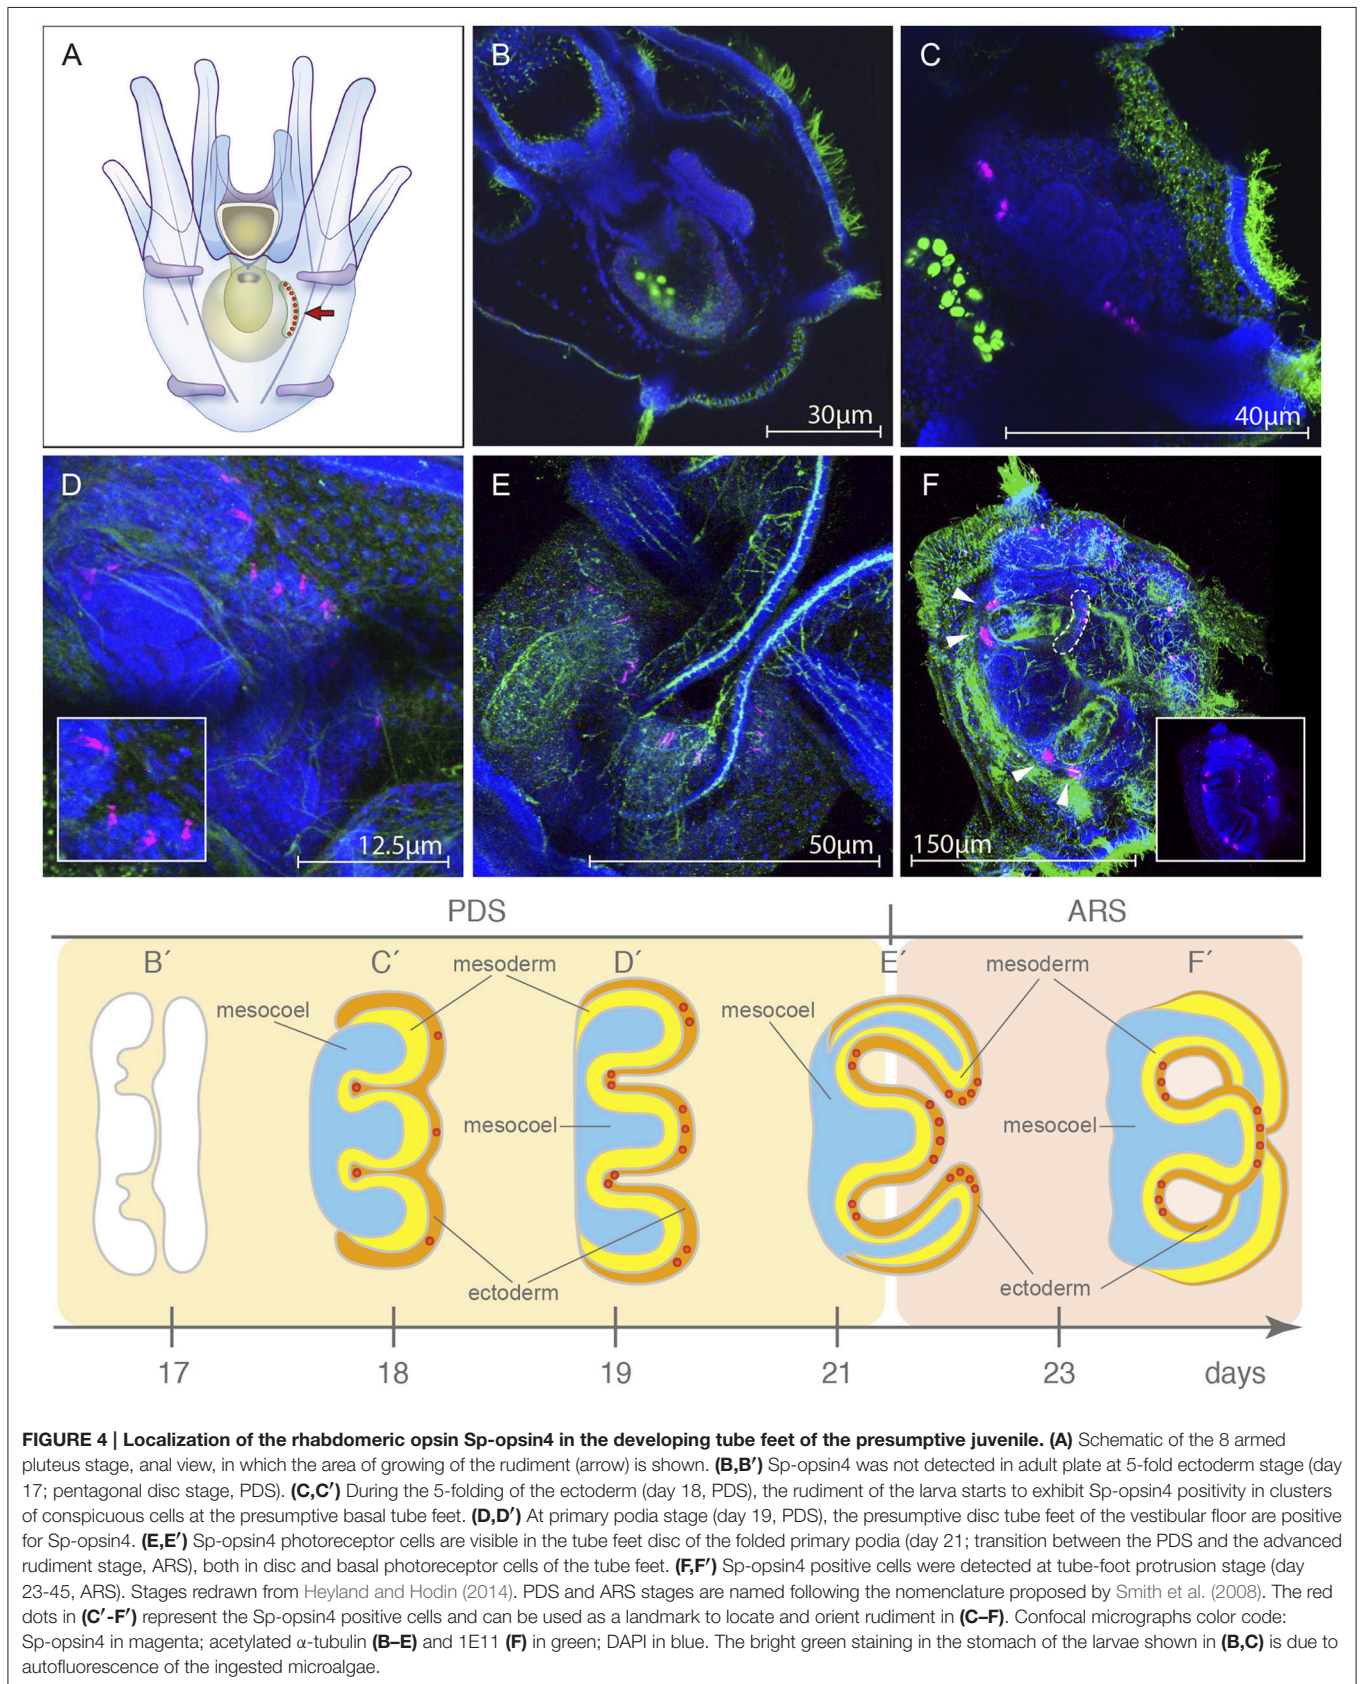 A
B
C
30µm
40µm
D
E
F
12.5µm
50µm
150µm
PDS
ARS
B´
C´
mesoderm
D´
E´
mesoderm
F´
mesocoel
mesocoel
mesocoel
mesocoel
ectoderm
ectoderm
17
18
19
21
23
days
FIGURE 4 | Localization of the rhabdomeric opsin Sp-opsin4 in the developing tube feet of the presumptive juvenile. (A) Schematic of the 8 armed
pluteus stage, anal view, in which the area of growing of the rudiment (arrow) is shown. (B,B′) Sp-opsin4 was not detected in adult plate at 5-fold ectoderm stage (day
17; pentagonal disc stage, PDS). (C,C′) During the 5-folding of the ectoderm (day 18, PDS), the rudiment of the larva starts to exhibit Sp-opsin4 positivity in clusters
of conspicuous cells at the presumptive basal tube feet. (D,D′) At primary podia stage (day 19, PDS), the presumptive disc tube feet of the vestibular floor are positive
for Sp-opsin4. (E,E′) Sp-opsin4 photoreceptor cells are visible in the tube feet disc of the folded primary podia (day 21; transition between the PDS and the advanced
rudiment stage, ARS), both in disc and basal photoreceptor cells of the tube feet. (F,F′) Sp-opsin4 positive cells were detected at tube-foot protrusion stage (day
23-45, ARS). Stages redrawn from Heyland and Hodin (2014). PDS and ARS stages are named following the nomenclature proposed by Smith et al. (2008). The red
dots in (C′-F′) represent the Sp-opsin4 positive cells and can be used as a landmark to locate and orient rudiment in (C–F). Confocal micrographs color code:
Sp-opsin4 in magenta; acetylated α-tubulin (B–E) and 1E11 (F) in green; DAPI in blue. The bright green staining in the stomach of the larvae shown in (B,C) is due to
autofluorescence of the ingested microalgae.